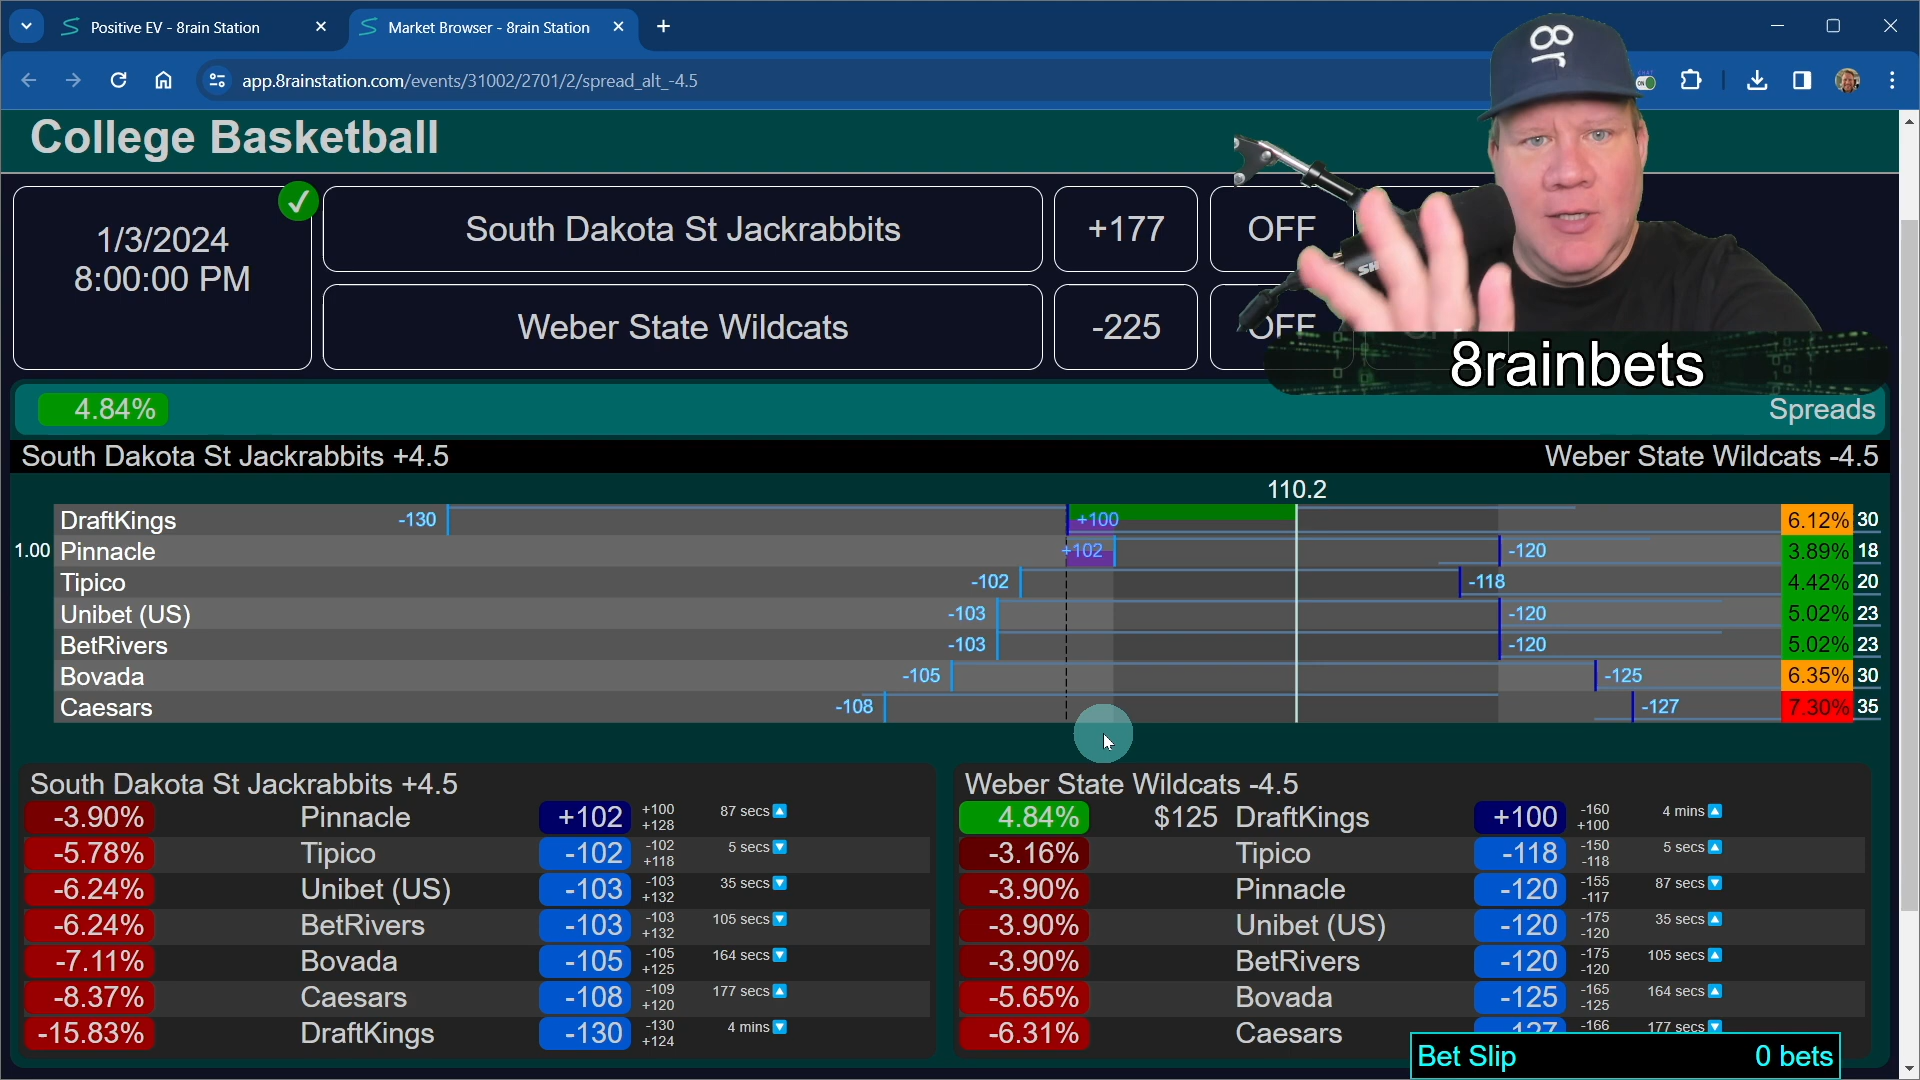 Positive EV - 8rain Station
Market Browser - 8rain Station
app.8rainstation.com/events/31002/2701/2/spread_alt_-4.5
College Basketball
1/3/2024
8:00:00 PM
South Dakota St Jackrabbits +177 OFF
Weber State Wildcats -225 OFF
8r
8rainbets
4.84% Spreads
South Dakota St Jackrabbits +4.5 Weber State Wildcats -4.5
110.2
DraftKings -130 +100 6.12% 30
1.00 Pinnacle +102 -120 3.89% 18
Tipico -102 -118 4.42% 20
Unibet (US) -103 -120 5.02% 23
BetRivers -103 -120 5.02% 23
Bovada -105 -125 6.35% 30
Caesars -108 -127 7.30% 35
South Dakota St Jackrabbits +4.5
-3.90% Pinnacle +102 +100 +128 87 secs
-5.78% Tipico -102 -102 +118 5 secs
-6.24% Unibet (US) -103 -103 +132 35 secs
-6.24% BetRivers -103 -103 +132 105 secs
-7.11% Bovada -105 -105 +125 164 secs
-8.37% Caesars -108 -109 +120 177 secs
-15.83% DraftKings -130 -130 +124 4 mins
Weber State Wildcats -4.5
4.84% $125 DraftKings +100 -160 +100 4 mins
-3.16% Tipico -118 -150 -118 5 secs
-3.90% Pinnacle -120 -155 -117 87 secs
-3.90% Unibet (US) -120 -175 -120 35 secs
-3.90% BetRivers -120 -175 -120 105 secs
-5.65% Bovada -125 -165 -125 164 secs
-6.31% Caesars -127 -166 177 secs
Bet Slip 0 bets